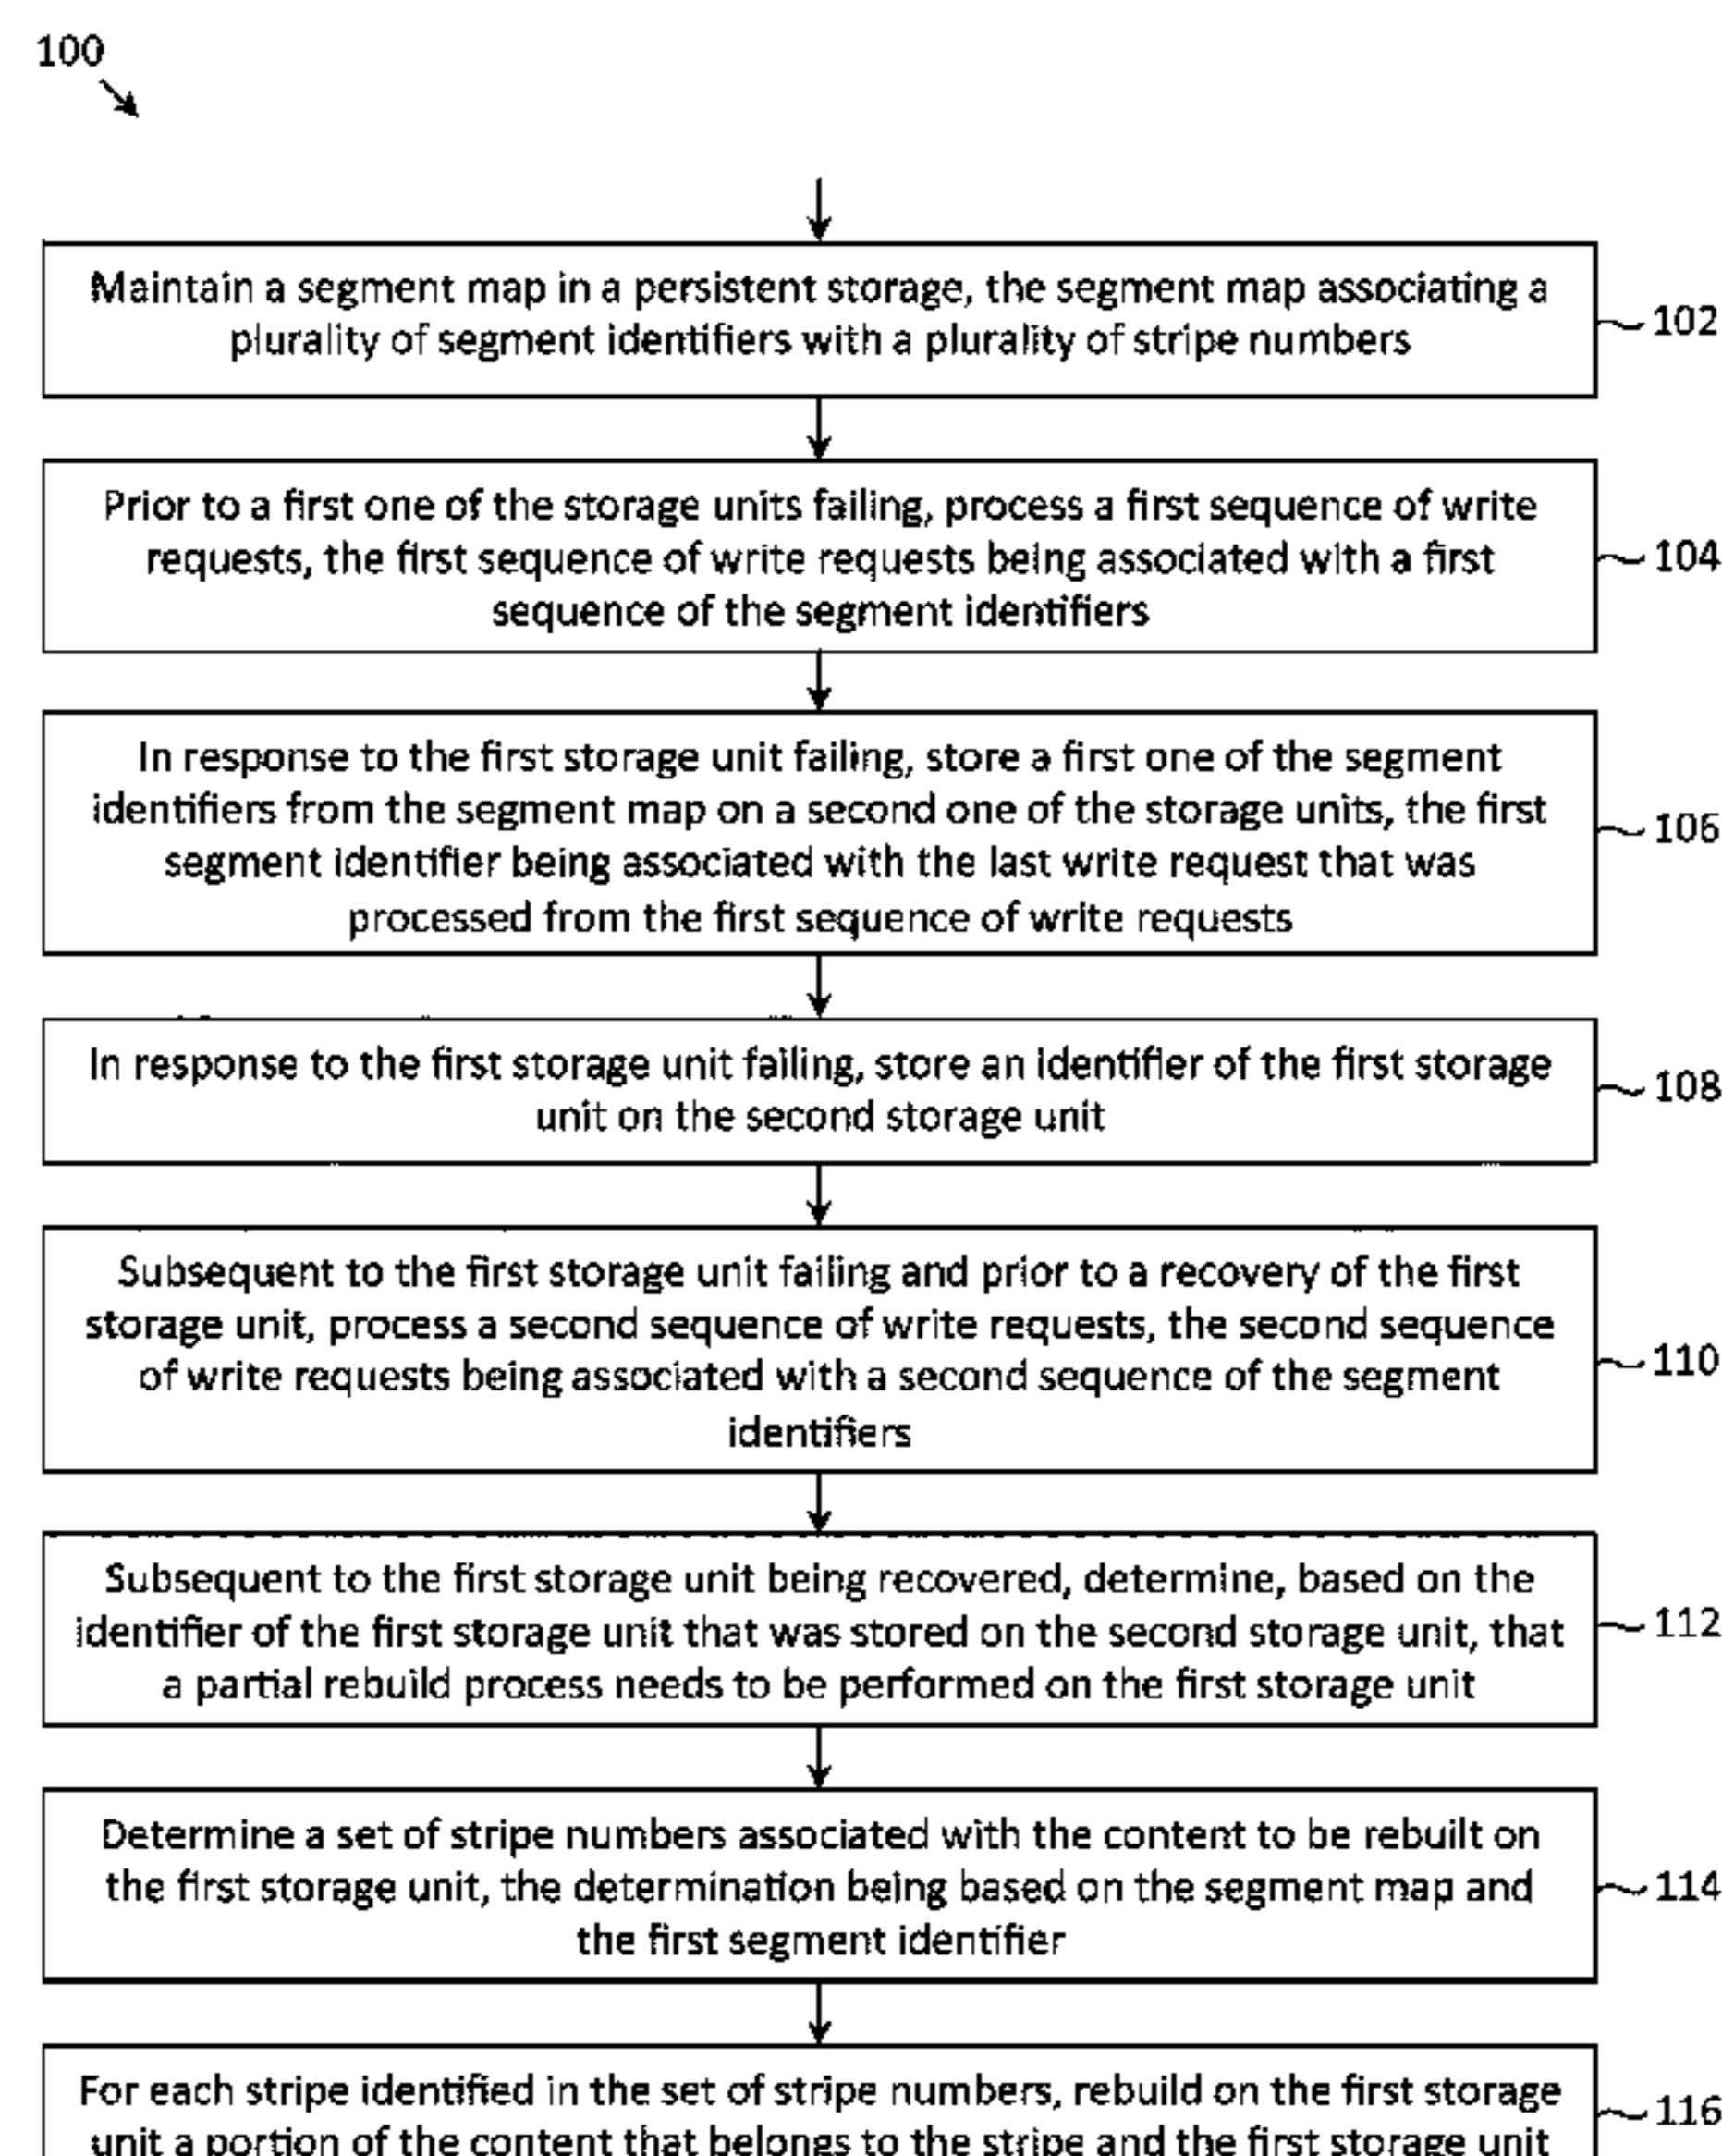 100
Maintain a segment map in a persistent storage, the segment map associating a
plurality of segment identifiers with a plurality of stripe numbers
102
Prior to a first one of the storage units failing, process a first sequence of write
requests, the first sequence of write requests being associated with a first
sequence of the segment identifiers
104
In response to the first storage unit failing, store a first one of the segment
identifiers from the segment map on a second one of the storage units, the first
segment identifier being associated with the last write request that was
processed from the first sequence of write requests
106
In response to the first storage unit failing, store an identifier of the first storage
unit on the second storage unit
108
Subsequent to the first storage unit failing and prior to a recovery of the first
storage unit, process a second sequence of write requests, the second sequence
of write requests being associated with a second sequence of the segment
identifiers
110
Subsequent to the first storage unit being recovered, determine, based on the
identifier of the first storage unit that was stored on the second storage unit, that
a partial rebuild process needs to be performed on the first storage unit
112
Determine a set of stripe numbers associated with the content to be rebuilt on
the first storage unit, the determination being based on the segment map and
the first segment identifier
114
For each stripe identified in the set of stripe numbers, rebuild on the first storage
unit a portion of the content that belongs to the stripe and the first storage unit
116